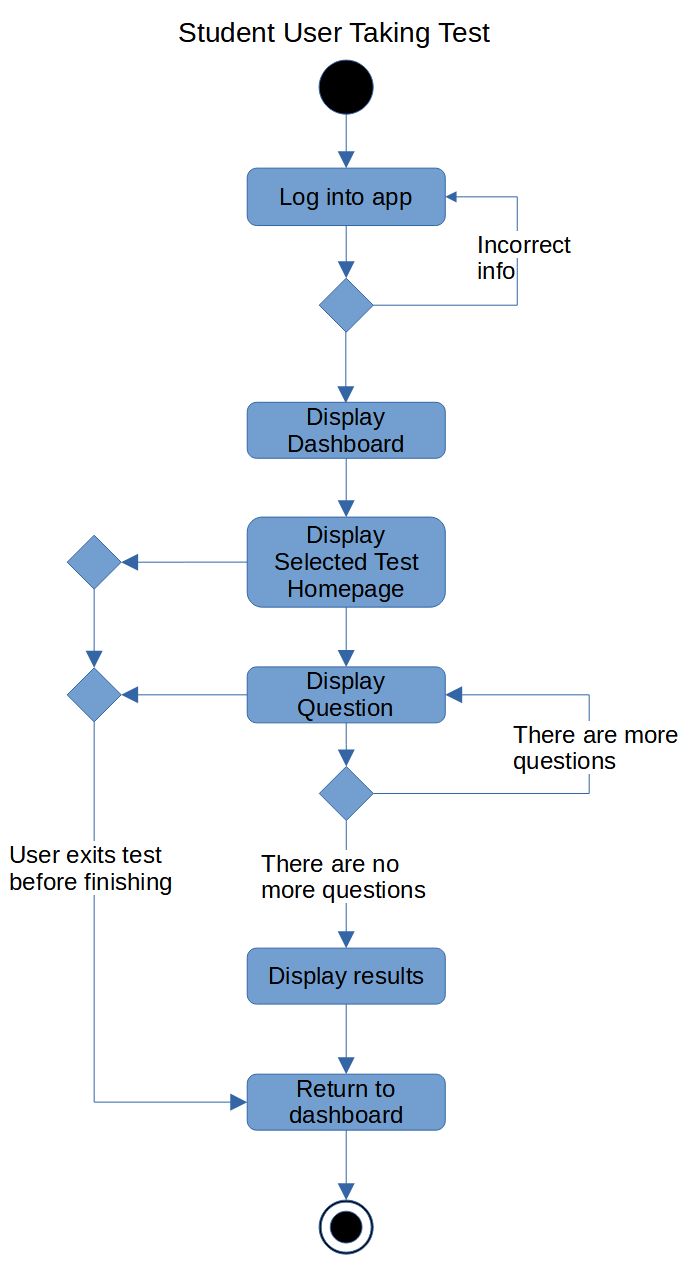 Student User Taking Test
Log into app
Incorrect
info
Display
Dashboard
Display
Selected Test
Homepage
Display
Question
There are more
questions
User exits test
before finishing
There are no
more questions
Display results
Return to
dashboard